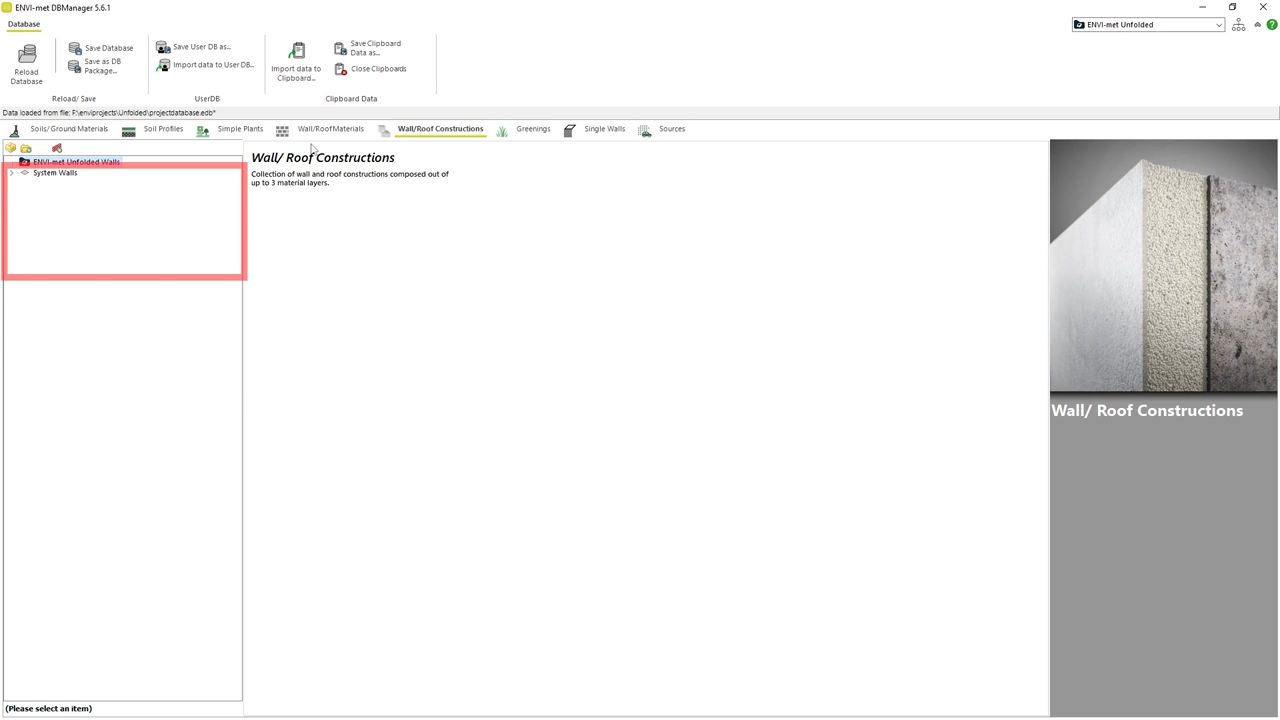 ENVI-met DBManager 5.6.1
Database
ENVI-met Unfolded
Reload
Database
Save Database
Save as DB
Package...
Reload/ Save
Save User DB as...
Import data to User DB..
UserDB
Import data to
Clipboard...
Save Clipboard
Data as...
Close Clipboards
Clipboard Data
Data loaded from file: F:\enviprojects\Unfolded\projectdatabase.edb*
Soils/Ground Materials
Soil Profiles
Simple Plants
Wall/RoofMaterials
Wall/Roof Constructions
Greenings
Single Walls
Sources
ENVI-met Unfolded Walls
System Walls
Wall/ Roof Constructions
Collection of wall and roof constructions composed out of
up to 3 material layers.
Wall/ Roof Constructions
(Please select an item)